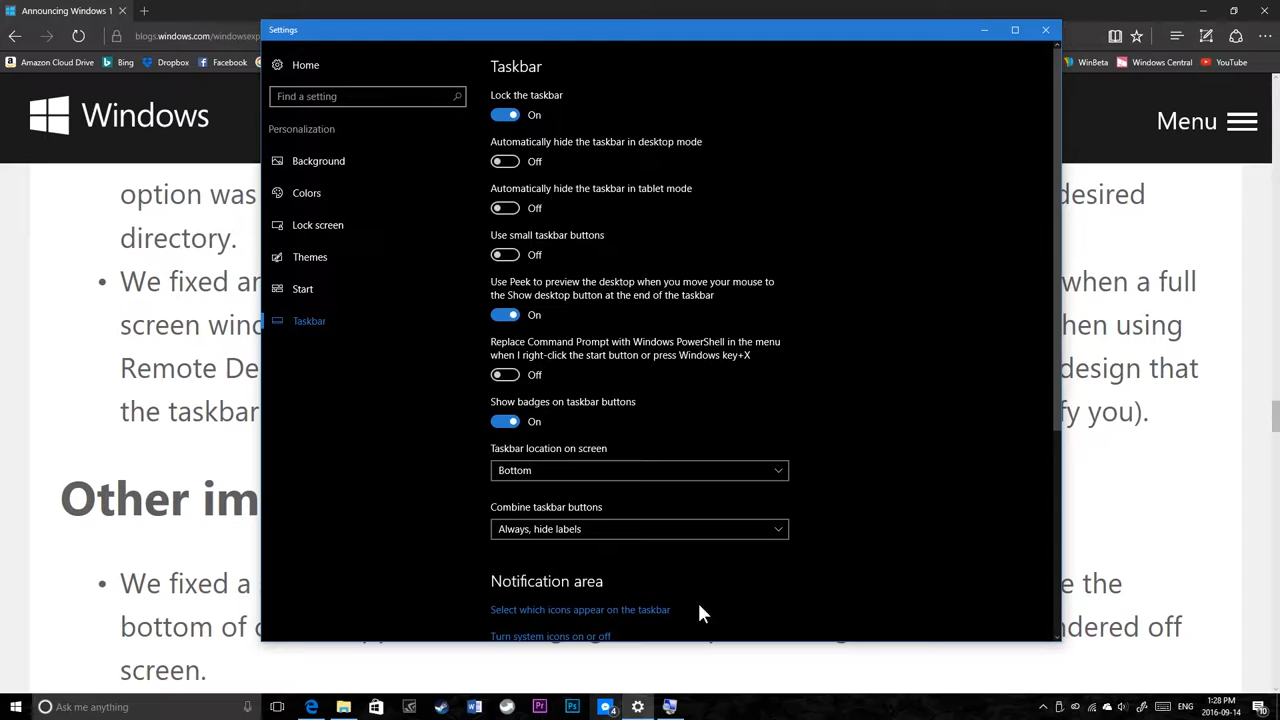 Announcing Windows 1
blogs.windows.com/windowsexp
Amazon Cloud Drive
Bing
Dropbox
Facebook
WinBeta
Windows Central
YouTube
Windows
Menu
option was
desired
directory.
We fixed an
when a full
screen wind
hen using
Remote De
design that
the taskbar
fy you).
Other im
We fixed a
e the
bottom of c
ndered off
screen.
Settings
Home
Find a setting
Personalization
Background
Colors
Lock screen
Themes
Start
Taskbar
Taskbar
Lock the taskbar
On
Automatically hide the taskbar in desktop mode
Off
Automatically hide the taskbar in tablet mode
Off
Use small taskbar buttons
Off
Use Peek to preview the desktop when you move your mouse to
the Show desktop button at the end of the taskbar
On
Replace Command Prompt with Windows PowerShell in the menu
when I right-click the start button or press Windows key+X
Off
Show badges on taskbar buttons
On
Taskbar location on screen
Bottom
Combine taskbar buttons
Always, hide labels
Notification area
Select which icons appear on the taskbar
Turn system icons on or off
Ask me anything
Pr
Ps
4
ENG
1:28 PM
2016-09-14
10